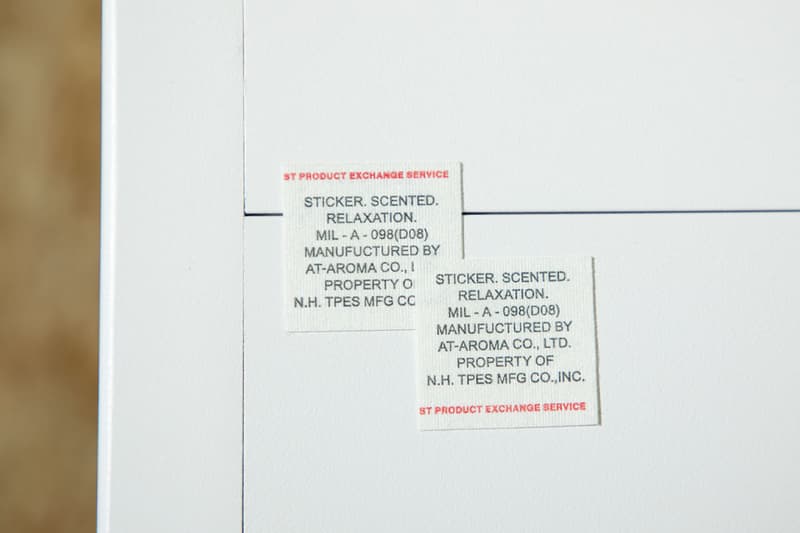 ST PRODUCT EXCHANGE SERVICE
STICKER. SCENTED.
RELAXATION.
MIL - A - 098(D08)
MANUFUCTURED BY
AT-AROMA CO.,
PROPERTY
N.H. TPES MFG
STICKER. SCENTED.
RELAXATION.
MIL - A - 098(D08)
MANUFUCTURED BY
AT-AROMA CO., LTD.
PROPERTY OF
N.H. TPES MFG CO.,INC.
ST PRODUCT EXCHANGE SERVICE